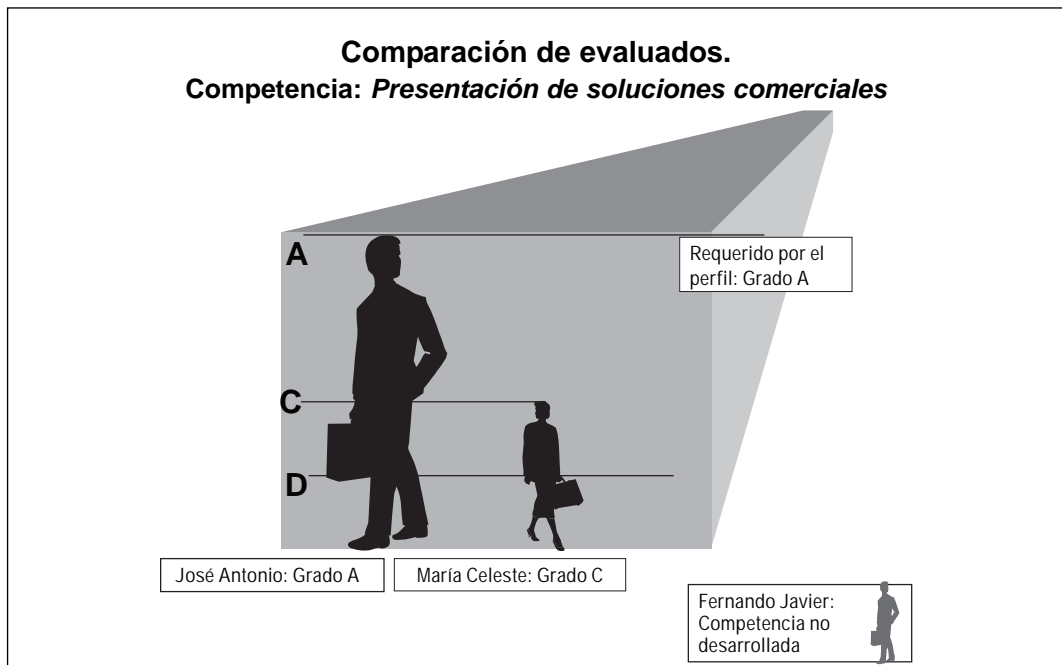 Comparación de evaluados.
Competencia: Presentación de soluciones comerciales
A
Requerido por el
perfil: Grado A
C
D
José Antonio: Grado A
María Celeste: Grado C
Fernando Javier:
Competencia no
desarrollada